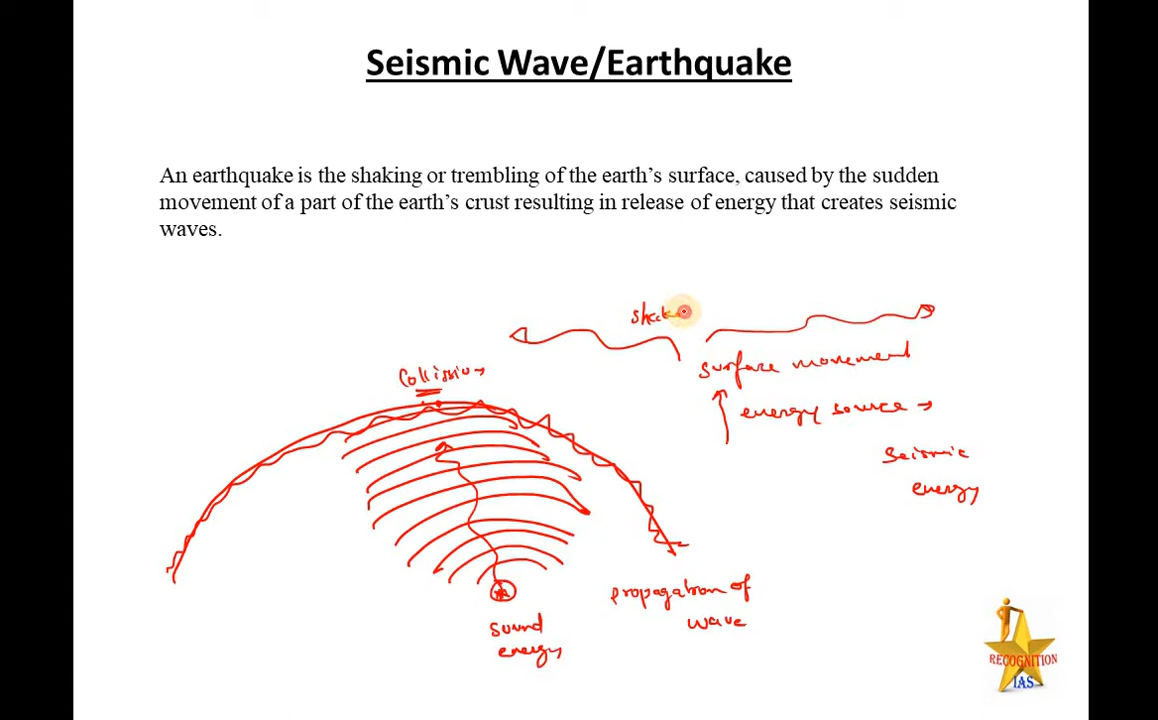 Seismic Wave/Earthquake
An earthquake is the shaking or trembling of the earth's surface, caused by the sudden
movement of a part of the earth's crust resulting in release of energy that creates seismic
waves.
surface movement
Collission
energy source
seismic
energy
propagation of
wave
sound
energy
RECOGNITION
IAS